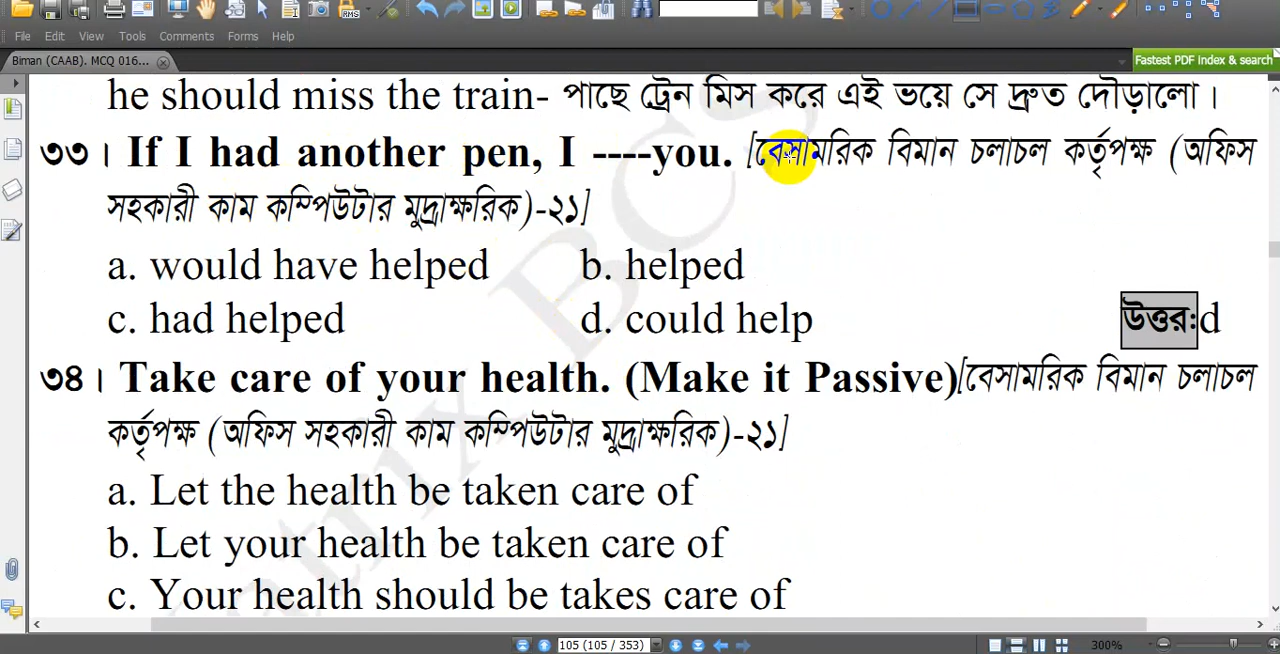 File Edit View Tools Comments Forms Help
Biman (CAAB). MCQ 016...
Fastest PDF Index & search
he should miss the train- পাছে ট্রেন মিস করে এই ভয়ে সে দ্রুত দৌড়ালো।
৩৩। If I had another pen, I ----you. [বেসামরিক বিমান চলাচল কর্তৃপক্ষ (অফিস
সহকারী কাম কম্পিউটার মুদ্রাক্ষরিক)-২১]
a. would have helped b. helped
c. had helped d. could help উত্তর:d
৩৪। Take care of your health. (Make it Passive)[বেসামরিক বিমান চলাচল
কর্তৃপক্ষ (অফিস সহকারী কাম কম্পিউটার মুদ্রাক্ষরিক)-২১]
a. Let the health be taken care of
b. Let your health be taken care of
c. Your health should be takes care of
105 (105 / 353) 300%